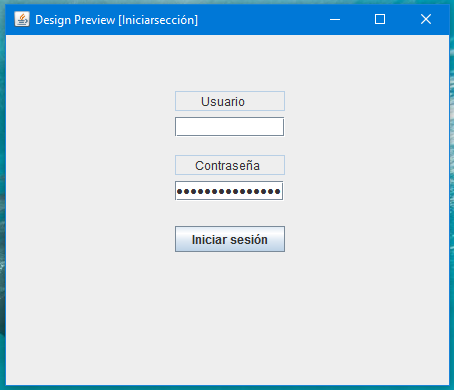 Design Preview [Iniciarsección]
Usuario
Contraseña
Iniciar sesión